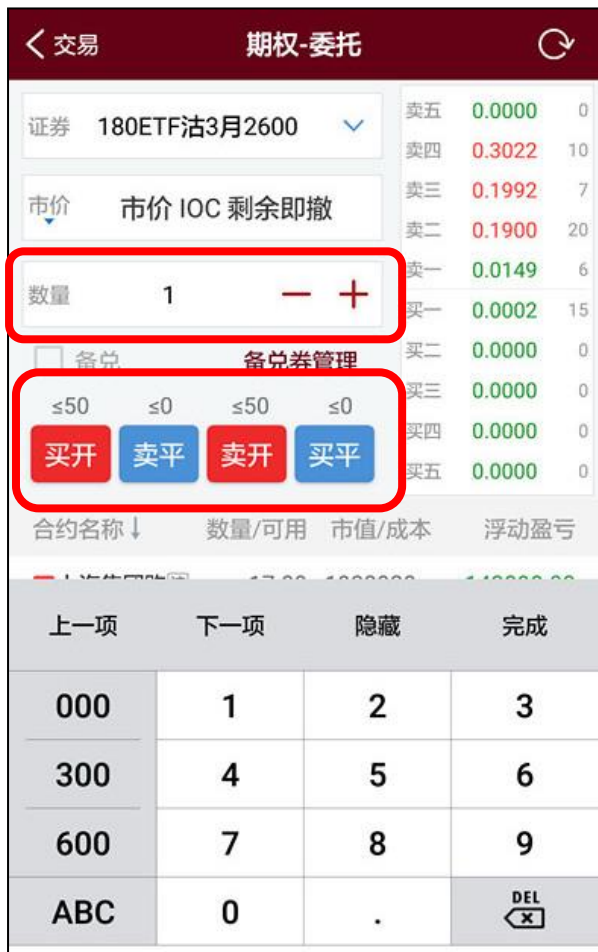 交易 期权-委托
证券 180ETF沽3月2600
市价 市价 IOC 剩余即撤
数量 1
备兑 备兑券管理
≤50 ≤0 ≤50 ≤0
买开 卖平 卖开 买平
卖五 0.0000 0
卖四 0.3022 10
卖三 0.1992 7
卖二 0.1900 20
卖一 0.0149 6
买一 0.0002 15
买二 0.0000 0
买三 0.0000 0
买四 0.0000 0
买五 0.0000 0
合约名称↓ 数量/可用 市值/成本 浮动盈亏
上一项 下一项 隐藏 完成
000 1 2 3
300 4 5 6
600 7 8 9
ABC 0 . DEL